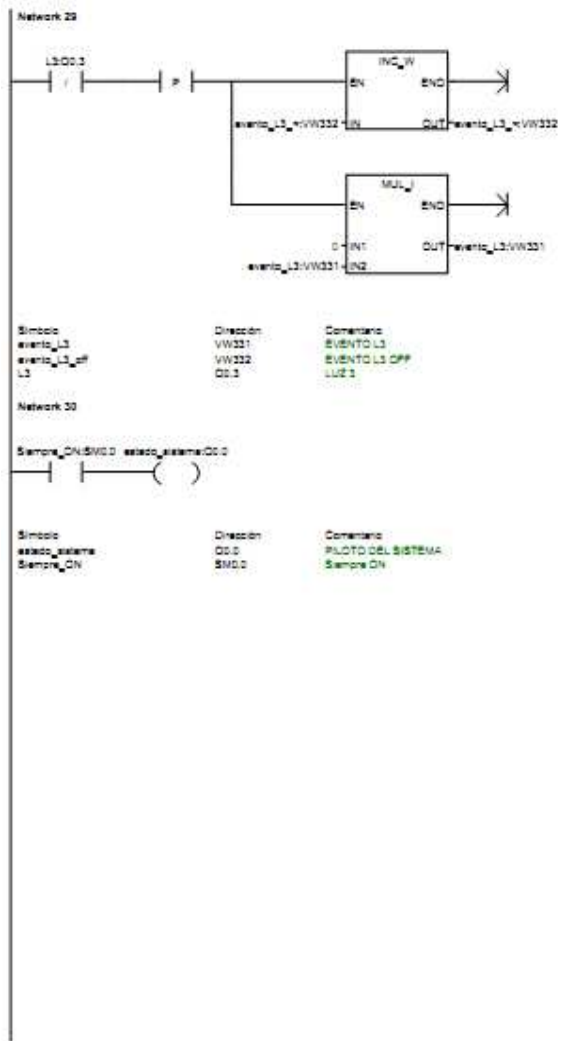 Network 29
L3:Q0.3
/
P
INC_W
EN ENO
evento_L3_~:VW332 IN OUT evento_L3_~:VW332
MUL_I
EN ENO
0 IN1 OUT evento_L3:VW331
evento_L3:VW331 IN2
Símbolo Dirección Comentario
evento_L3 VW331 EVENTO L3
evento_L3_off VW332 EVENTO L3 OFF
L3 Q0.3 LUZ 3
Network 30
Siempre_ON:SM0.0 estado_sistema:Q0.0
Símbolo Dirección Comentario
estado_sistema Q0.0 PILOTO DEL SISTEMA
Siempre_ON SM0.0 Siempre ON